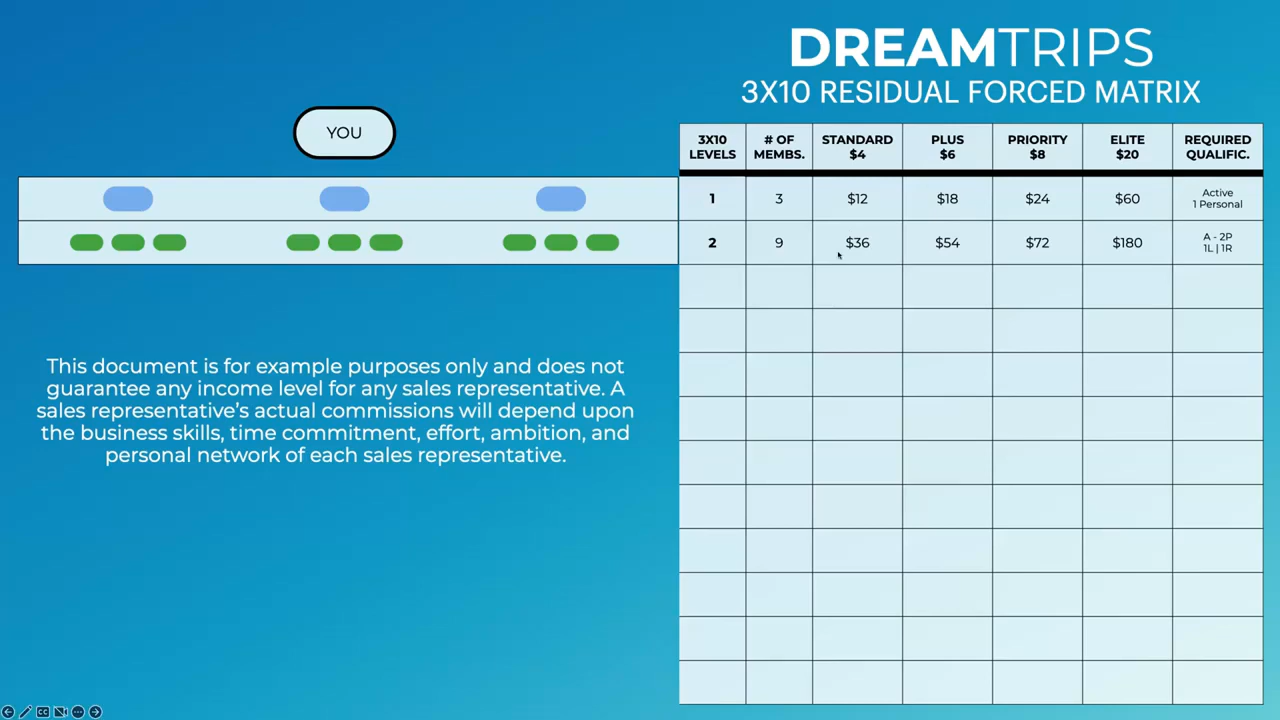 DREAMTRIPS
3X10 RESIDUAL FORCED MATRIX
YOU
3X10 LEVELS # OF MEMBS. STANDARD $4 PLUS $6 PRIORITY $8 ELITE $20 REQUIRED QUALIFIC.
1 3 $12 $18 $24 $60 Active 1 Personal
2 9 $36 $54 $72 $180 A - 2P 1L | 1R
This document is for example purposes only and does not
guarantee any income level for any sales representative. A
sales representative’s actual commissions will depend upon
the business skills, time commitment, effort, ambition, and
personal network of each sales representative.
CC